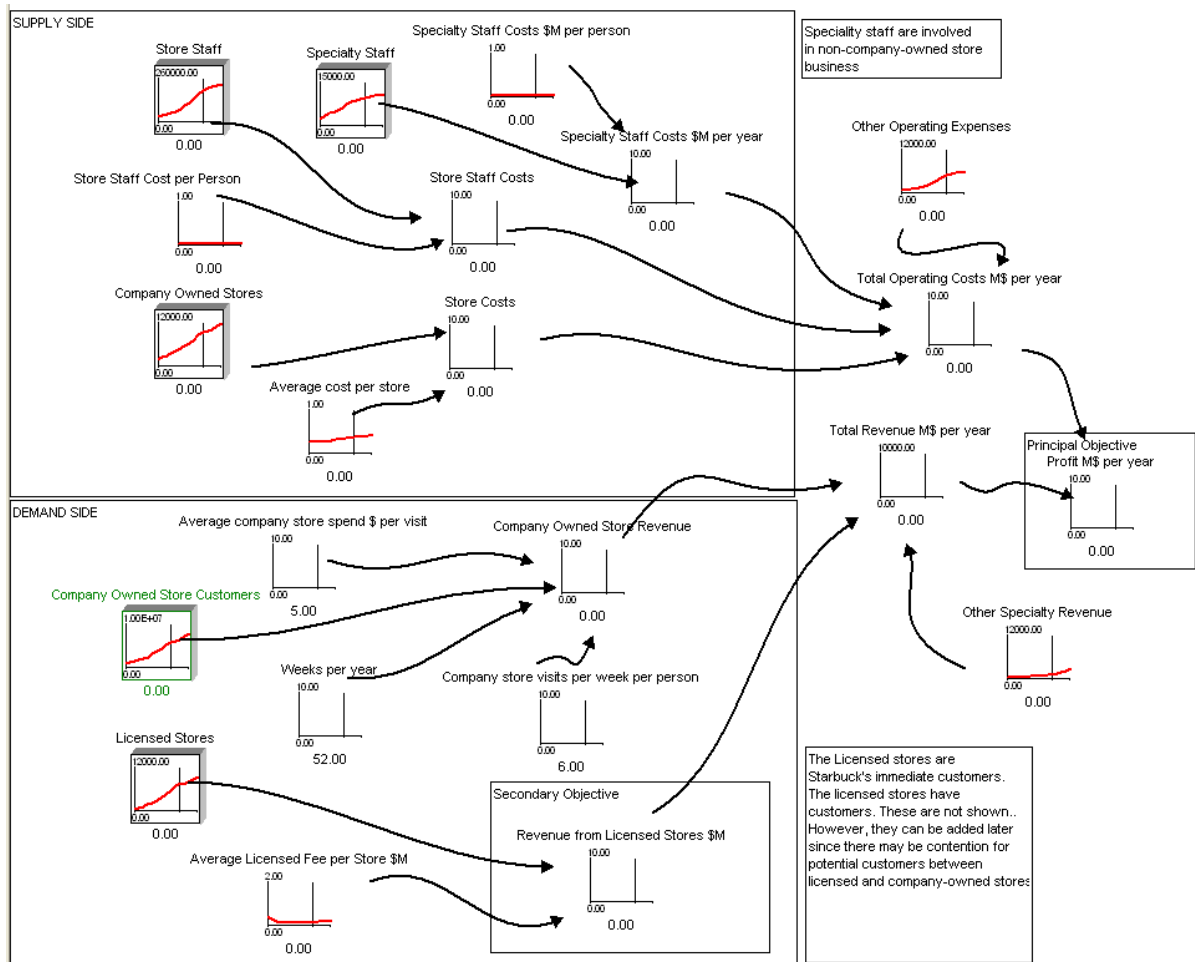 SUPPLY SIDE
Store Staff
260000.00
0.00
0.00
Specialty Staff
15000.00
0.00
0.00
Specialty Staff Costs $M per person
1.00
0.00
0.00
Speciality staff are involved
in non-company-owned store
business
Specialty Staff Costs $M per year
10.00
0.00
0.00
Other Operating Expenses
12000.00
0.00
0.00
Store Staff Cost per Person
1.00
0.00
0.00
Store Staff Costs
10.00
0.00
0.00
Total Operating Costs M$ per year
10.00
0.00
0.00
Company Owned Stores
12000.00
0.00
0.00
Store Costs
10.00
0.00
0.00
Average cost per store
1.00
0.00
0.00
Total Revenue M$ per year
10000.00
0.00
0.00
Principal Objective
Profit M$ per year
10.00
0.00
0.00
DEMAND SIDE
Average company store spend $ per visit
10.00
0.00
5.00
Company Owned Store Revenue
10.00
0.00
0.00
Company Owned Store Customers
1.00E+07
0.00
0.00
Other Specialty Revenue
12000.00
0.00
0.00
Weeks per year
10.00
0.00
52.00
Company store visits per week per person
10.00
0.00
6.00
Licensed Stores
12000.00
0.00
0.00
Secondary Objective
Revenue from Licensed Stores $M
10.00
0.00
0.00
Average Licensed Fee per Store $M
2.00
0.00
0.00
The Licensed stores are
Starbuck's immediate customers.
The licensed stores have
customers. These are not shown..
However, they can be added later
since there may be contention for
potential customers between
licensed and company-owned stores